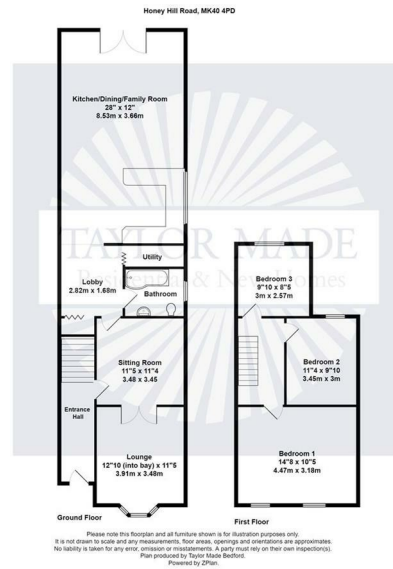 Honey Hill Road, MK40 4PD
Kitchen/Dining/Family Room
28" x 12"
8.53m x 3.66m
TAYLOR MADE
Residential & New Homes
Utility
Lobby
2.82m x 1.68m
Bathroom
Bedroom 3
9"10 x 8"5
3m x 2.57m
Sitting Room
11"5 x 11"4
3.48 x 3.45
Bedroom 2
11"4 x 9"10
3.45m x 3m
Entrance
Hall
Lounge
12"10 (into bay) x 11"5
3.91m x 3.48m
Bedroom 1
14"8 x 10"5
4.47m x 3.18m
Ground Floor
First Floor
Please note this floorplan and all furniture shown is for illustration purposes only.
It is not drawn to scale and any measurements, floor areas, openings and orientations are approximates.
No liability is taken for any error, omission or misstatements. A party must rely on their own inspection(s).
Plan produced by Taylor Made Bedford.
Powered by ZPlan.